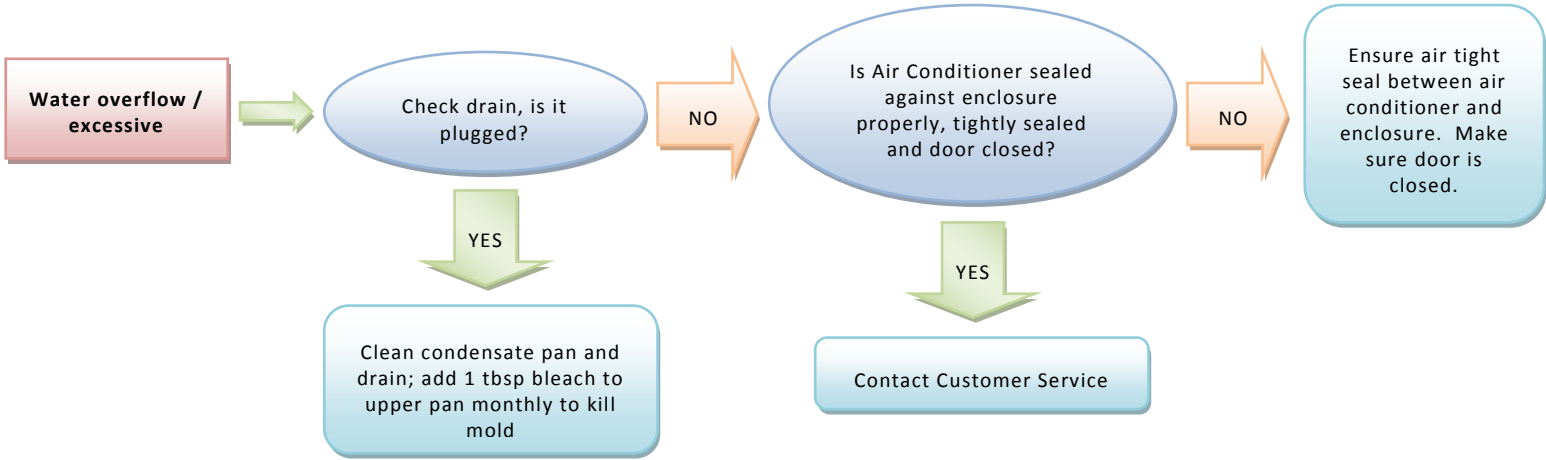 Water overflow /
excessive
Check drain, is it
plugged?
NO
Is Air Conditioner sealed
against enclosure
properly, tightly sealed
and door closed?
NO
Ensure air tight
seal between air
conditioner and
enclosure.  Make
sure door is
closed.
YES
YES
Clean condensate pan and
drain; add 1 tbsp bleach to
upper pan monthly to kill
mold
Contact Customer Service